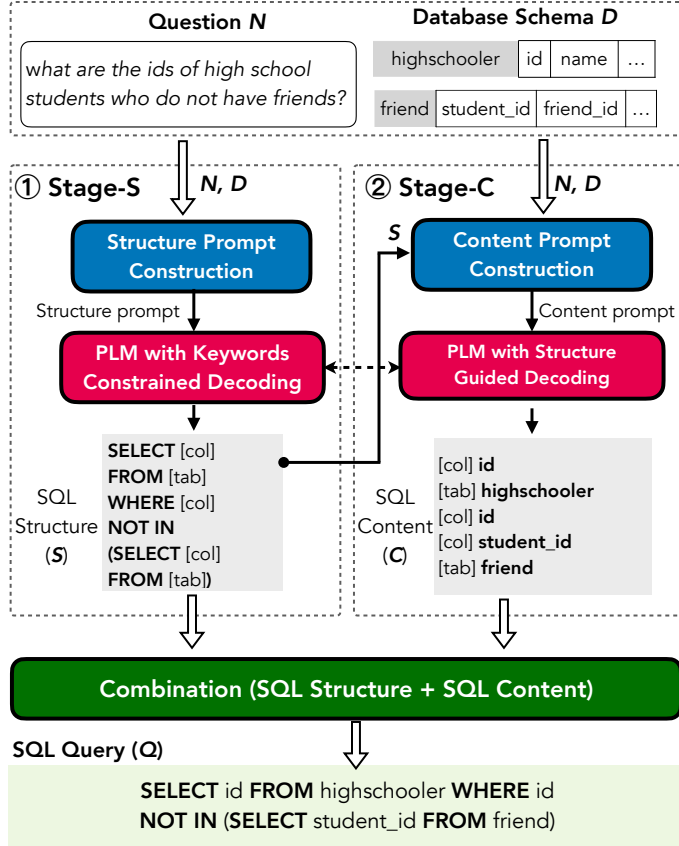 Question N
what are the ids of high school
students who do not have friends?
Database Schema D
highschooler id name ...
friend student_id friend_id ...
① Stage-S
N, D
Structure Prompt
Construction
Structure prompt
PLM with Keywords
Constrained Decoding
SQL
Structure
(S)
SELECT [col]
FROM [tab]
WHERE [col]
NOT IN
(SELECT [col]
FROM [tab])
② Stage-C
N, D
S
Content Prompt
Construction
Content prompt
PLM with Structure
Guided Decoding
SQL
Content
(C)
[col] id
[tab] highschooler
[col] id
[col] student_id
[tab] friend
Combination (SQL Structure + SQL Content)
SQL Query (Q)
SELECT id FROM highschooler WHERE id
NOT IN (SELECT student_id FROM friend)